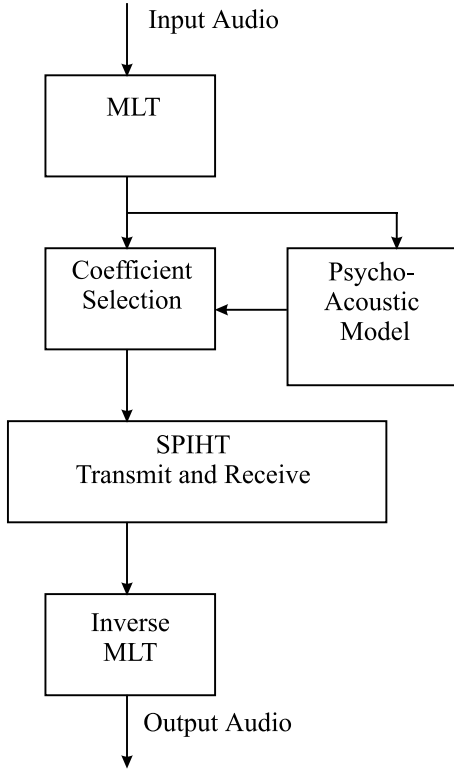 Input Audio
MLT
Coefficient
Selection
Psycho-
Acoustic
Model
SPIHT
Transmit and Receive
Inverse
MLT
Output Audio